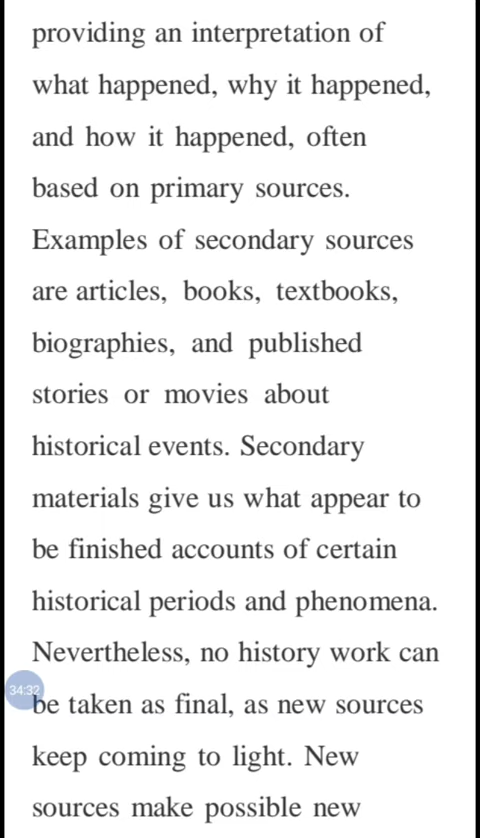 providing an interpretation of
what happened, why it happened,
and how it happened, often
based on primary sources.
Examples of secondary sources
are articles, books, textbooks,
biographies, and published
stories or movies about
historical events. Secondary
materials give us what appear to
be finished accounts of certain
historical periods and phenomena.
Nevertheless, no history work can
34:32
be taken as final, as new sources
keep coming to light. New
sources make possible new